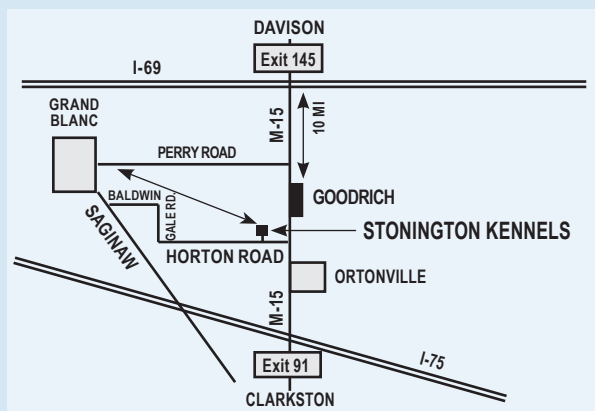 DAVISON
Exit 145
I-69
GRAND
BLANC
M-15
10 MI
PERRY ROAD
BALDWIN
GALE RD.
GOODRICH
SAGINAW
STONINGTON KENNELS
HORTON ROAD
ORTONVILLE
M-15
I-75
Exit 91
CLARKSTON